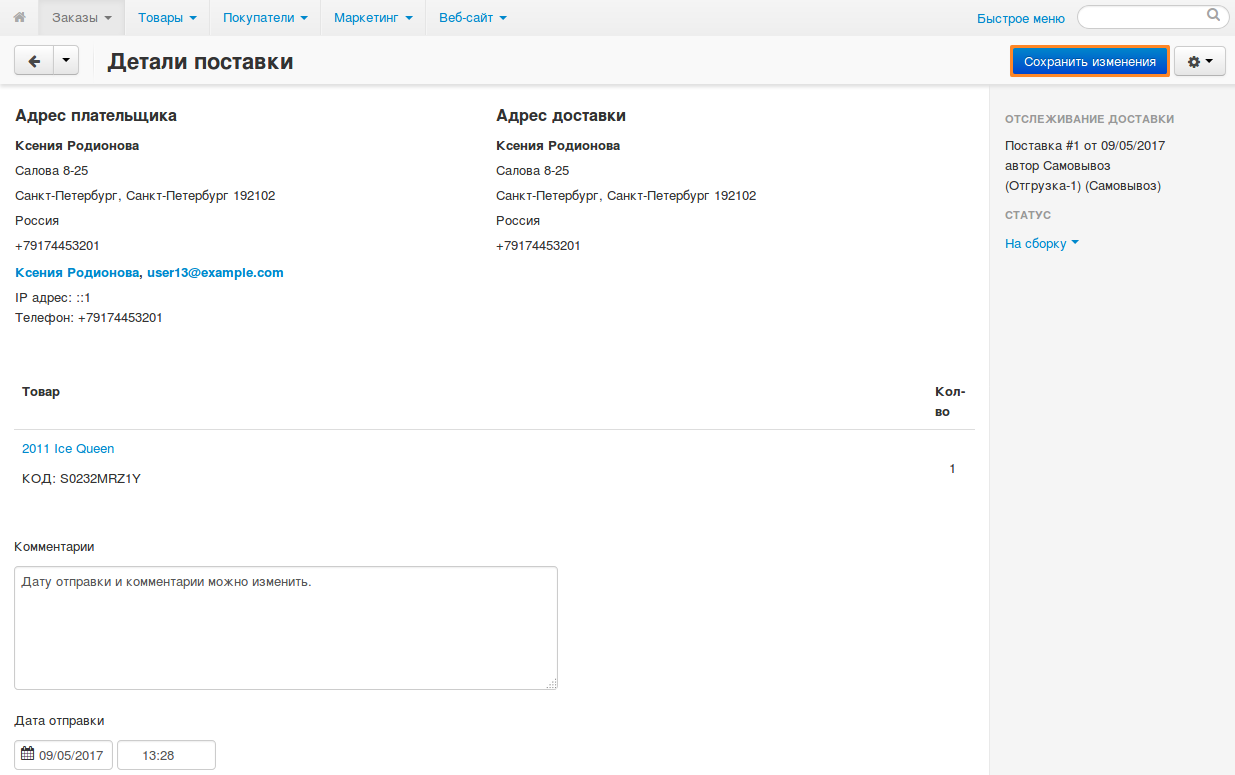 Заказы Товары Покупатели Маркетинг Веб-сайт Быстрое меню
Детали поставки Сохранить изменения
Адрес плательщика
Ксения Родионова
Салова 8-25
Санкт-Петербург, Санкт-Петербург 192102
Россия
+79174453201
Ксения Родионова, user13@example.com
IP адрес: ::1
Телефон: +79174453201
Адрес доставки
Ксения Родионова
Салова 8-25
Санкт-Петербург, Санкт-Петербург 192102
Россия
+79174453201
ОТСЛЕЖИВАНИЕ ДОСТАВКИ
Поставка #1 от 09/05/2017
автор Самовывоз
(Отгрузка-1) (Самовывоз)
СТАТУС
На сборку
Товар Кол-
во
2011 Ice Queen
КОД: S0232MRZ1Y
1
Комментарии
Дату отправки и комментарии можно изменить.
Дата отправки
09/05/2017 13:28